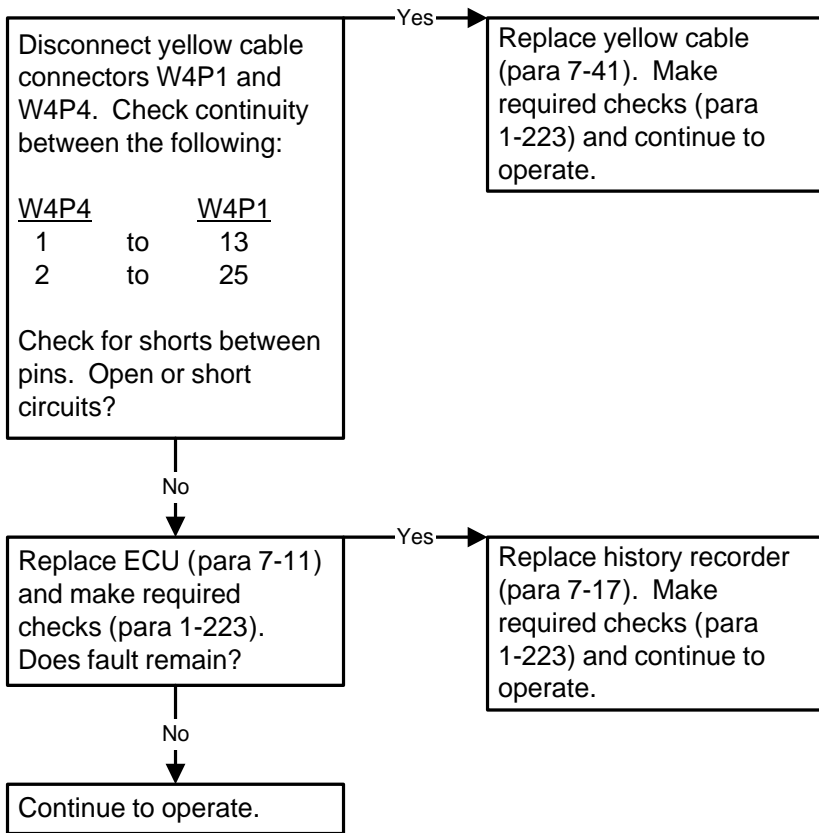 Disconnect yellow cable
connectors W4P1 and
W4P4.  Check continuity
between the following:
W4P4 W4P1
1 to 13
2 to 25
Check for shorts between
pins.  Open or short
circuits?
Yes
Replace yellow cable
(para 7-41).  Make
required checks (para
1-223) and continue to
operate.
No
Replace ECU (para 7-11)
and make required
checks (para 1-223).
Does fault remain?
Yes
Replace history recorder
(para 7-17).  Make
required checks (para
1-223) and continue to
operate.
No
Continue to operate.